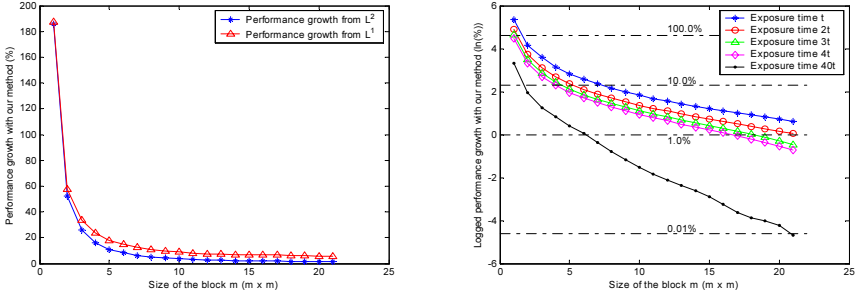 Performance growth with our method (%)
200
180
160
140
120
100
80
60
40
20
0
0 5 10 15 20 25
Size of the block m (m x m)
Performance growth from L2
Performance growth from L1
Logged performance growth with our method (ln(%))
6
4
2
0
-2
-4
-6
0 5 10 15 20 25
Size of the block m (m x m)
100.0%
10.0%
1.0%
0.01%
Exposure time t
Exposure time 2t
Exposure time 3t
Exposure time 4t
Exposure time 40t